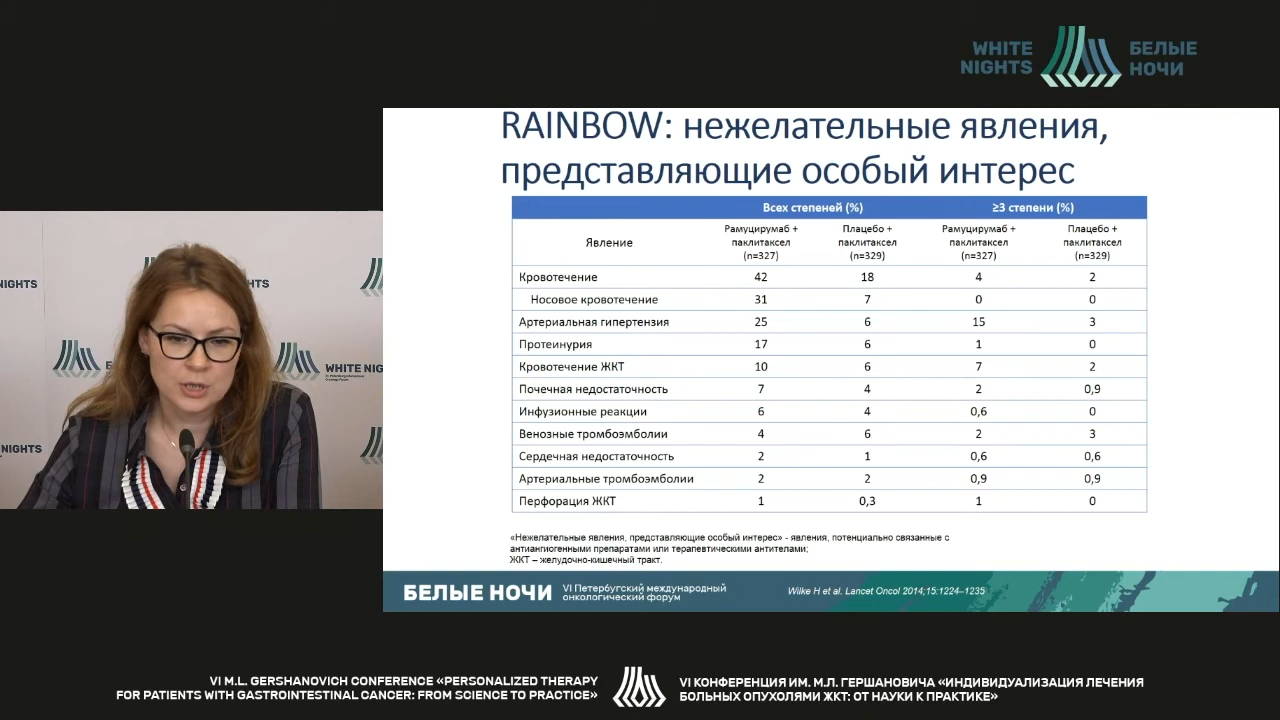 WHITE
NIGHTS
БЕЛЫЕ
НОЧИ
RAINBOW: нежелательные явления,
представляющие особый интерес
Всех степеней (%) ≥3 степени (%)
Явление
Рамуцирумаб + паклитаксел (n=327)
Плацебо + паклитаксел (n=329)
Рамуцирумаб + паклитаксел (n=327)
Плацебо + паклитаксел (n=329)
Кровотечение 42 18 4 2
Носовое кровотечение 31 7 0 0
Артериальная гипертензия 25 6 15 3
Протеинурия 17 6 1 0
Кровотечение ЖКТ 10 6 7 2
Почечная недостаточность 7 4 2 0,9
Инфузионные реакции 6 4 0,6 0
Венозные тромбоэмболии 4 6 2 3
Сердечная недостаточность 2 1 0,6 0,6
Артериальные тромбоэмболии 2 2 0,9 0,9
Перфорация ЖКТ 1 0,3 1 0
«Нежелательные явления, представляющие особый интерес» - явления, потенциально связанные с
антиангиогенными препаратами или терапевтическими антителами;
ЖКТ – желудочно-кишечный тракт.
БЕЛЫЕ НОЧИ
VI Петербургский международный
онкологический форум
Wilke H et al. Lancet Oncol 2014;15:1224–1235
NIGHTS
GHTS
WHITE NIG
NIGHTS
VI M.L. GERSHANOVICH CONFERENCE «PERSONALIZED THERAPY
FOR PATIENTS WITH GASTROINTESTINAL CANCER: FROM SCIENCE TO PRACTICE»
VI КОНФЕРЕНЦИЯ ИМ. М.Л. ГЕРШАНОВИЧА «ИНДИВИДУАЛИЗАЦИЯ ЛЕЧЕНИЯ
БОЛЬНЫХ ОПУХОЛЯМИ ЖКТ: ОТ НАУКИ К ПРАКТИКЕ»